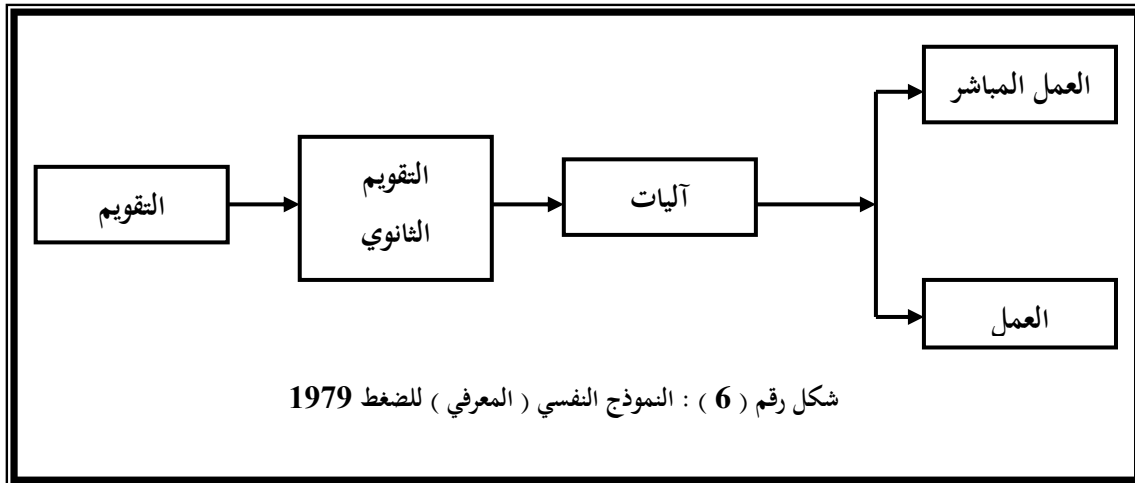 العمل المباشر
التقويم
التقويم
الثانوي
آليات
العمل
شكل رقم ( 6 ) : النموذج النفسي ( المعرفي ) للضغط 1979